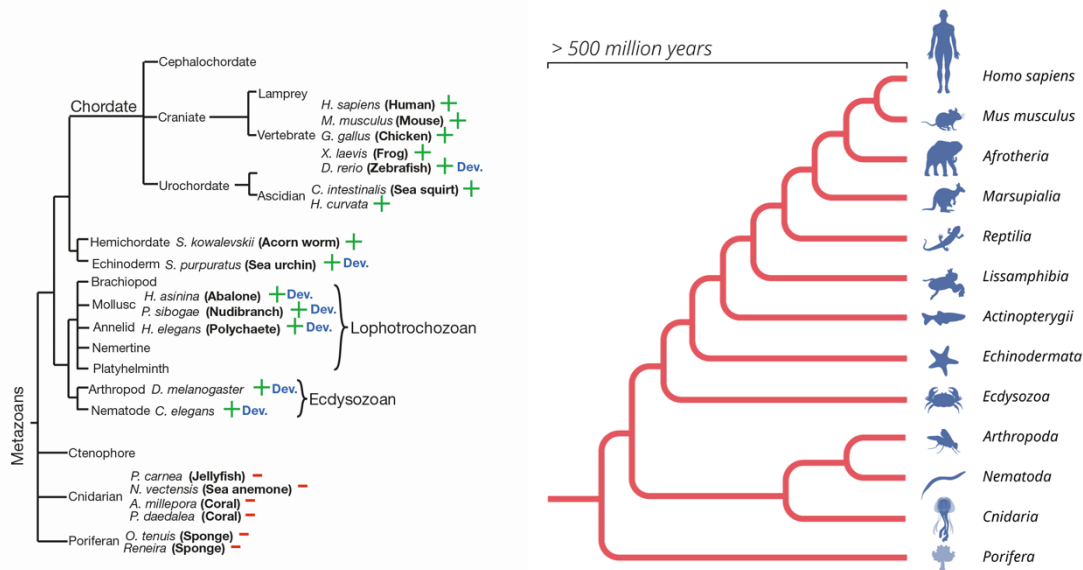 Cephalochordate
Chordate
Lamprey
Craniate
H. sapiens (Human) +
M. musculus (Mouse) +
Vertebrate G. gallus (Chicken) +
X. laevis (Frog) +
D. rerio (Zebrafish) + Dev.
Urochordate
Ascidian C. intestinalis (Sea squirt) +
H. curvata +
Hemichordate S. kowalevskii (Acorn worm) +
Echinoderm S. purpuratus (Sea urchin) + Dev.
Brachiopod
H. asinina (Abalone) + Dev.
Mollusc
P. sibogae (Nudibranch) + Dev.
Annelid H. elegans (Polychaete) + Dev.
Lophotrochozoan
Nemertine
Platyhelminth
Arthropod D. melanogaster + Dev.
Ecdysozoan
Nematode C. elegans + Dev.
Metazoans
Ctenophore
P. carnea (Jellyfish) –
N. vectensis (Sea anemone) –
Cnidarian
A. millepora (Coral) –
P. daedalea (Coral) –
Poriferan O. tenuis (Sponge) –
Reneira (Sponge) –
> 500 million years
Homo sapiens
Mus musculus
Afrotheria
Marsupialia
Reptilia
Lissamphibia
Actinopterygii
Echinodermata
Ecdysozoa
Arthropoda
Nematoda
Cnidaria
Porifera